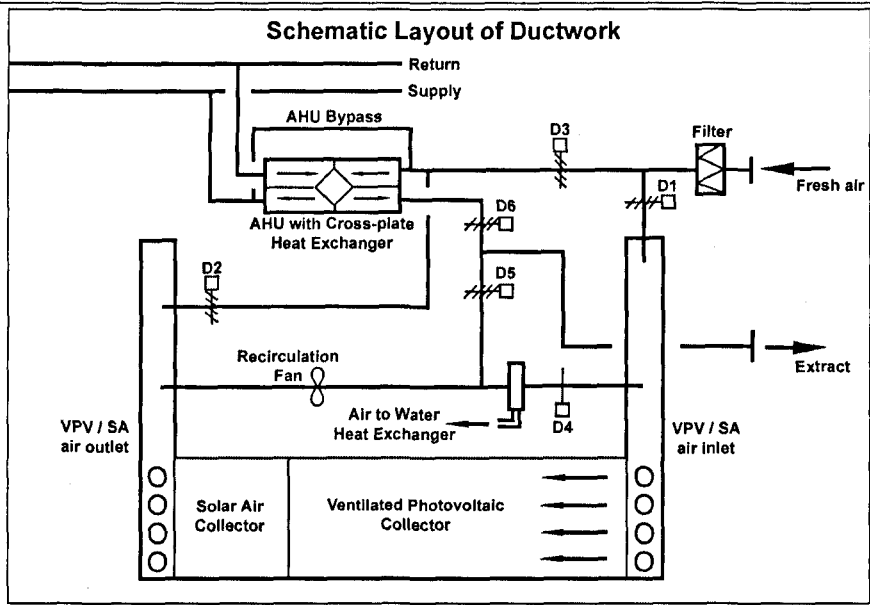 Schematic Layout of Ductwork
Return
Supply
AHU Bypass
D3
Filter
Fresh air
D1
AHU with Cross-plate
Heat Exchanger
D6
D2
D5
Recirculation
Fan
Extract
Air to Water
Heat Exchanger
D4
VPV / SA
air outlet
VPV / SA
air inlet
Solar Air
Collector
Ventilated Photovoltaic
Collector